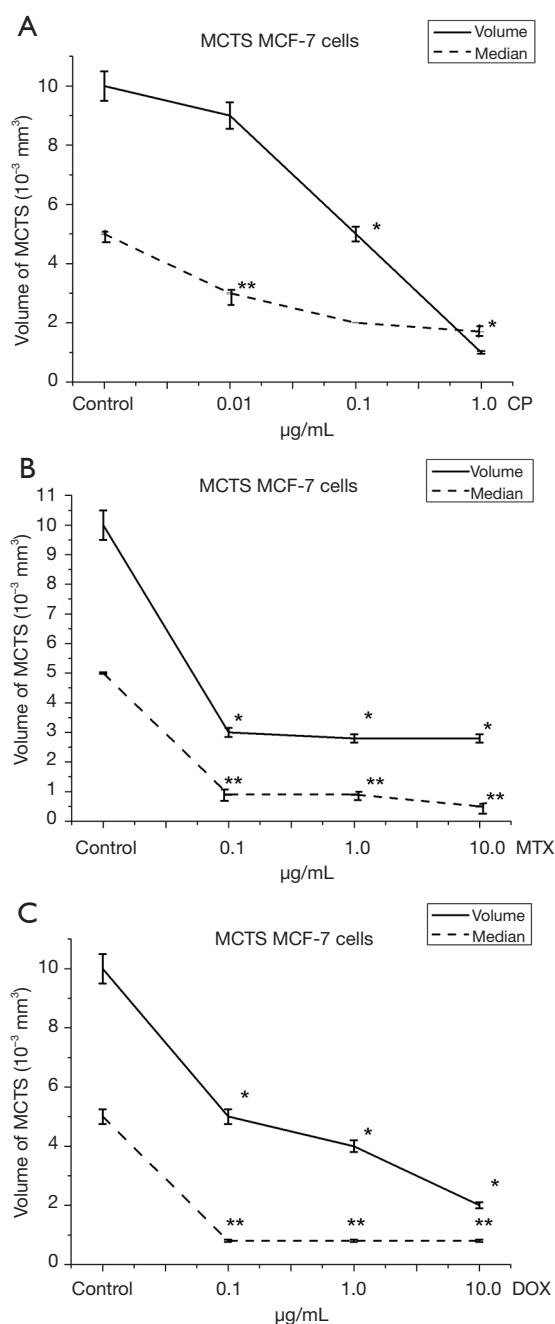 A
MCTS MCF-7 cells
Volume
Median
Volume of MCTS (10⁻³ mm³)
10
8
6
4
2
0
*
**
*
Control 0.01 0.1 1.0 CP
µg/mL
B
MCTS MCF-7 cells
Volume
Median
Volume of MCTS (10⁻³ mm³)
11
10
9
8
7
6
5
4
3
2
1
0
* * *
** ** **
Control 0.1 1.0 10.0 MTX
µg/mL
C
MCTS MCF-7 cells
Volume
Median
Volume of MCTS (10⁻³ mm³)
10
8
6
4
2
0
* * *
** ** **
Control 0.1 1.0 10.0 DOX
µg/mL